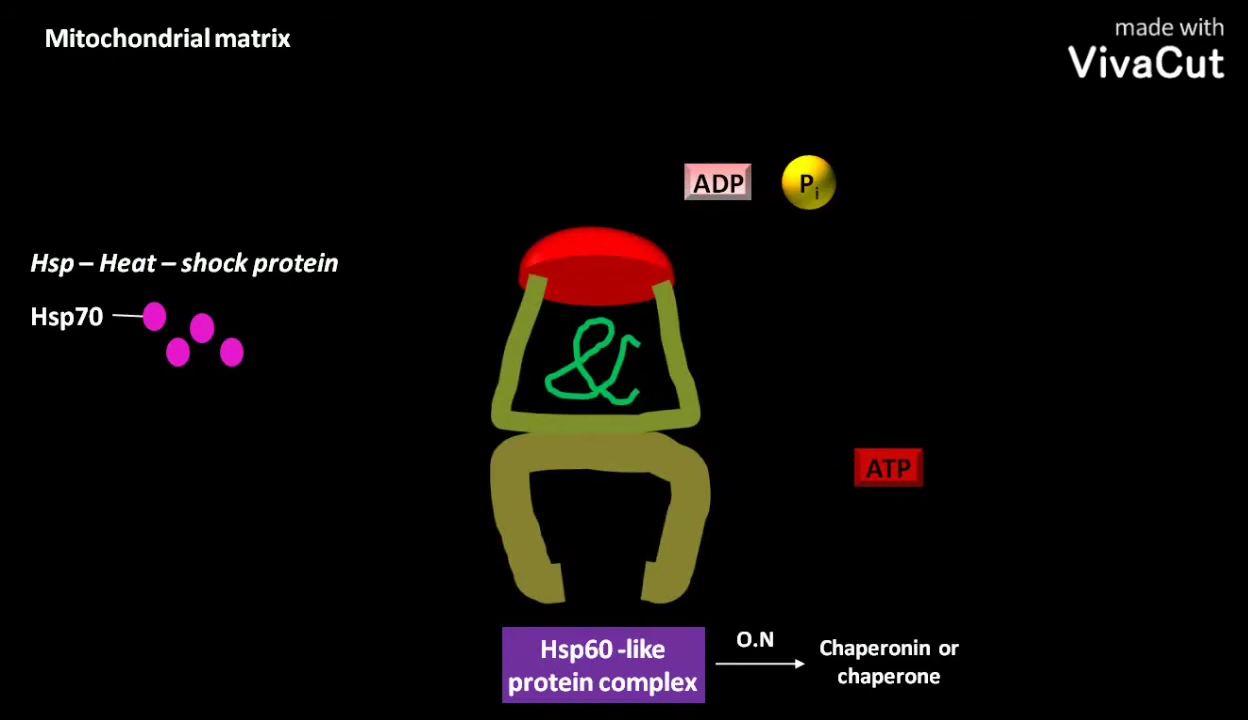 Mitochondrial matrix
made with
VivaCut
ADP
Pi
Hsp – Heat – shock protein
Hsp70
ATP
Hsp60 -like
protein complex
O.N
Chaperonin or
chaperone